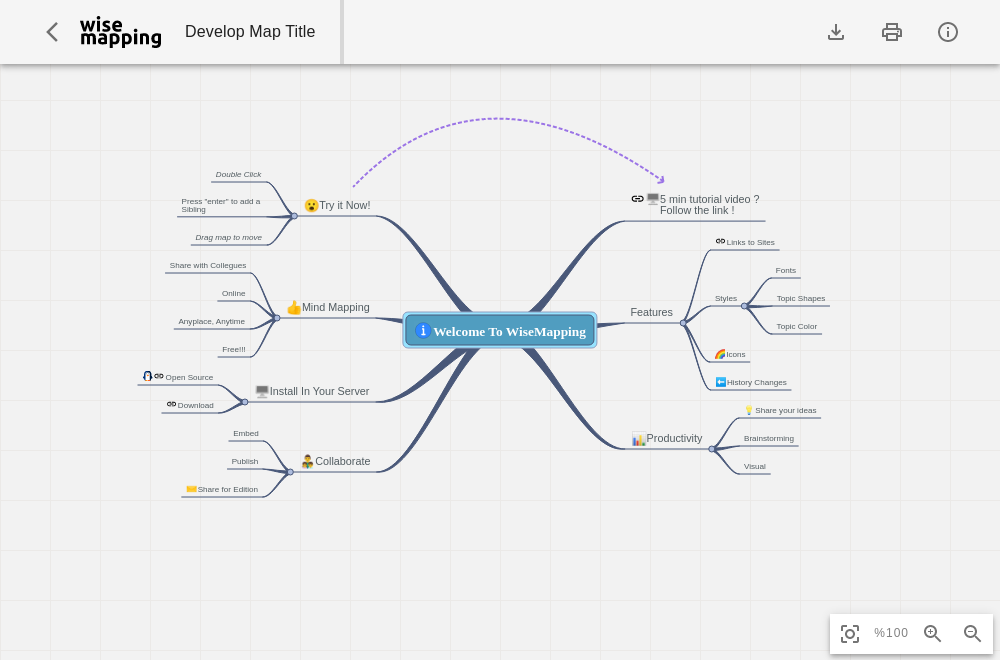 wise
mapping
Develop Map Title
Double Click
Press "enter" to add a
Sibling
Drag map to move
Try it Now!
Share with Collegues
Online
Anyplace, Anytime
Free!!!
Mind Mapping
Open Source
Download
Install In Your Server
Embed
Publish
Share for Edition
Collaborate
Welcome To WiseMapping
5 min tutorial video ?
Follow the link !
Features
Links to Sites
Styles
Fonts
Topic Shapes
Topic Color
Icons
History Changes
Productivity
Share your ideas
Brainstorming
Visual
%100